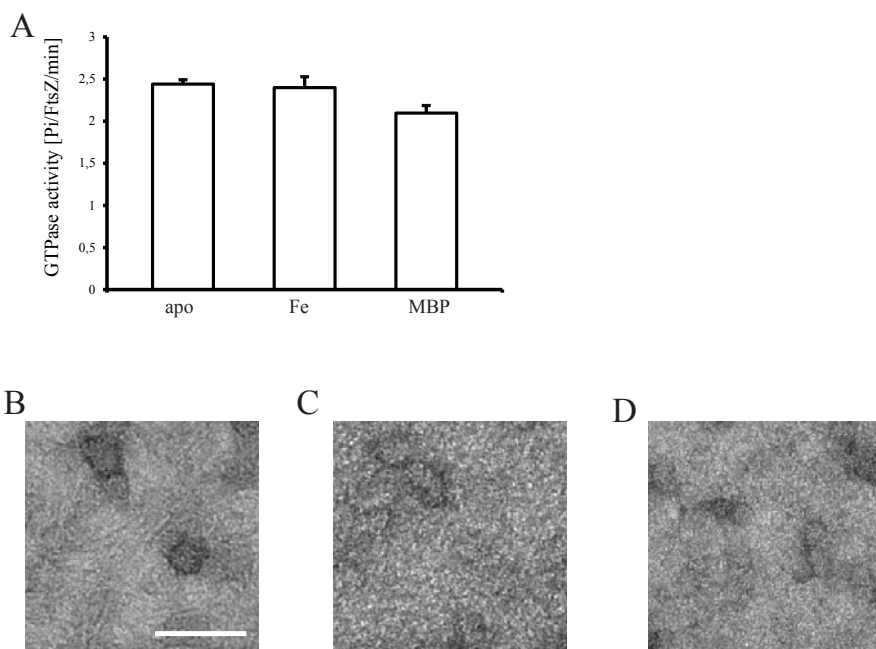 A
GTPase activity [Pi/FtsZ/min]
3
2,5
2
1,5
1
0,5
0
apo Fe MBP
B C D